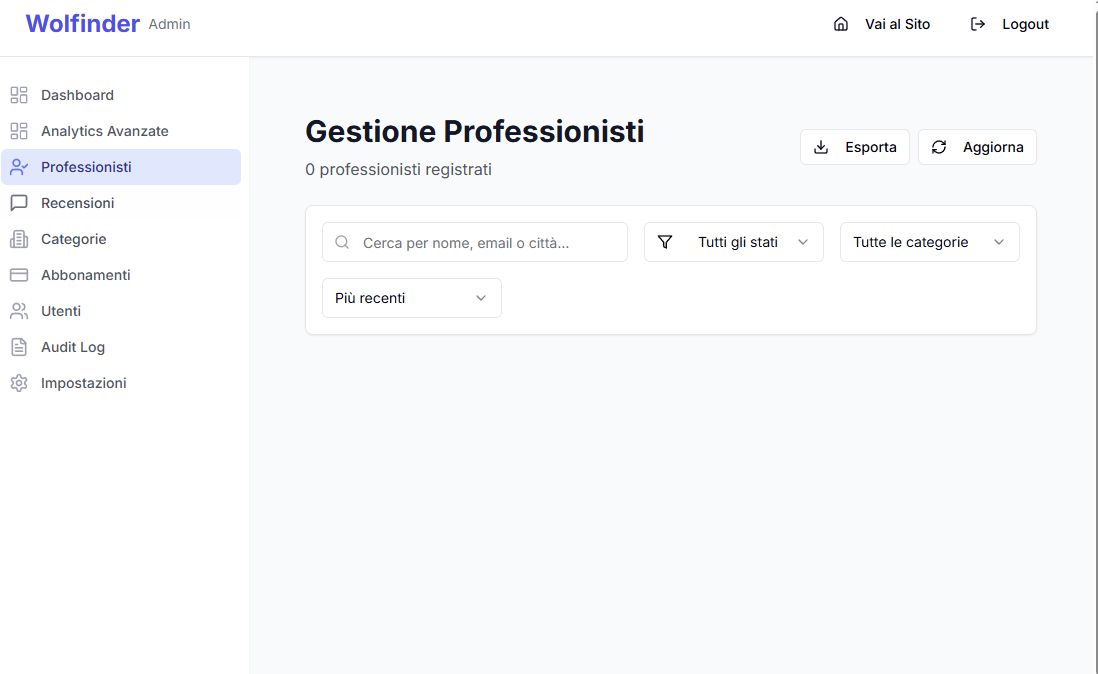 Wolfinder Admin
Vai al Sito
Logout
Dashboard
Analytics Avanzate
Professionisti
Recensioni
Categorie
Abbonamenti
Utenti
Audit Log
Impostazioni
Gestione Professionisti
0 professionisti registrati
Esporta
Aggiorna
Cerca per nome, email o città...
Tutti gli stati
Tutte le categorie
Più recenti